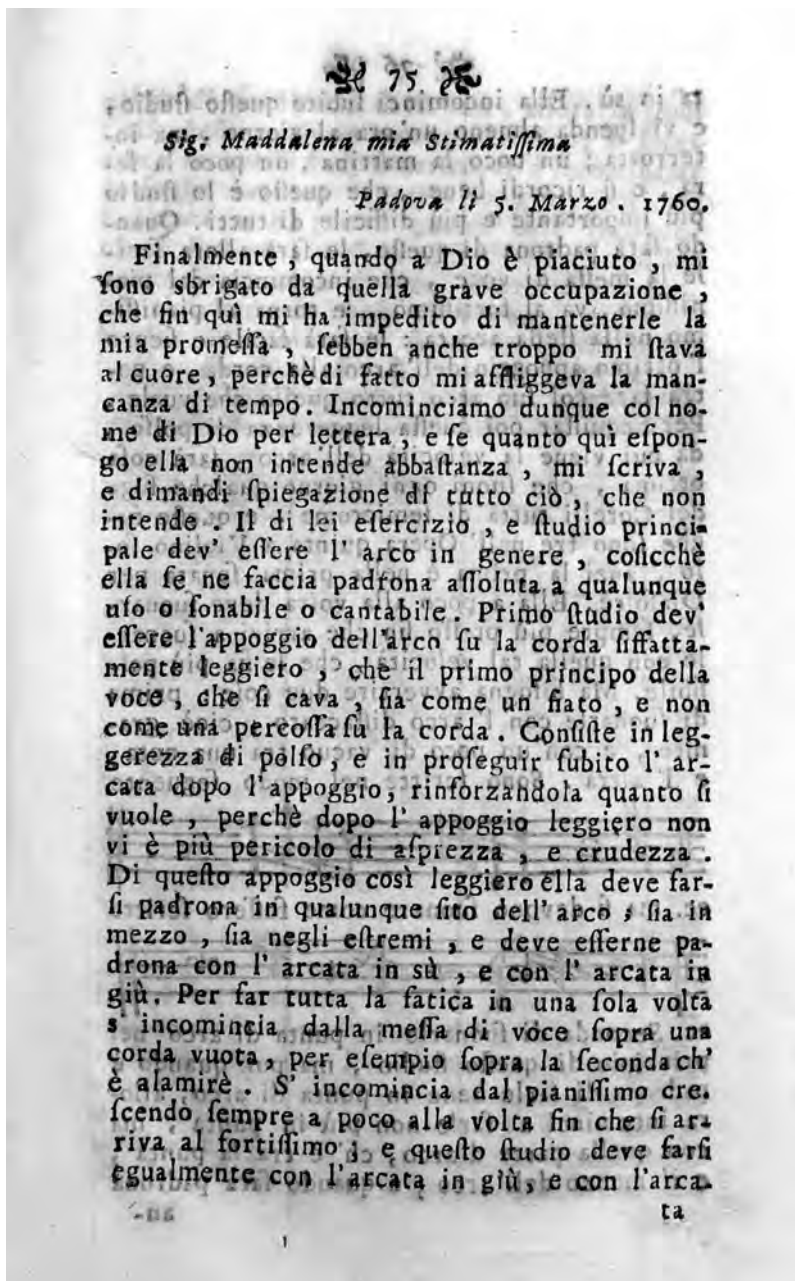 75
Sig: Maddalena mia Stimatiſſima
Padova lì 5. Marzo . 1760.
Finalmente , quando a Dio è piaciuto , mi
ſono sbrigato da quella grave occupazione ,
che fin quì mi ha impedito di mantenerle la
mia promeſſa , ſebben anche troppo mi ſtava
al cuore , perchè di fatto mi affliggeva la man-
canza di tempo . Incominciamo dunque col no-
me di Dio per lettera , e ſe quanto quì eſpon-
go ella non intende abbaſtanza , mi ſcriva ,
e dimandi ſpiegazione di tutto ciò , che non
intende . Il di lei eſercizio , e ſtudio princi-
pale dev' eſſere l' arco in genere , coſicchè
ella ſe ne faccia padrona aſſoluta a qualunque
uſo o ſonabile o cantabile . Primo ſtudio dev'
eſſere l'appoggio dell'arco ſu la corda ſiffatta-
mente leggiero , che il primo principo della
voce , che ſi cava , ſia come un fiato , e non
come una percoſſa ſu la corda . Conſiſte in leg-
gerezza di polſo , e in proſeguir ſubito l' ar-
cata dopo l'appoggio , rinforzandola quanto ſi
vuole , perchè dopo l' appoggio leggiero non
vi è più pericolo di aſprezza , e crudezza .
Di queſto appoggio così leggiero ella deve far-
ſi padrona in qualunque ſito dell' arco ; ſia in
mezzo , ſia negli eſtremi , e deve eſſerne pa-
drona con l' arcata in sù , e con l' arcata in
giù . Per far tutta la fatica in una ſola volta
s' incomincia dalla meſſa di voce ſopra una
corda vuota , per eſempio ſopra la ſeconda ch'
è alamirè . S' incomincia dal pianiſſimo cre-
ſcendo ſempre a poco alla volta fin che ſi ar-
riva al fortiſſimo ; e queſto ſtudio deve farſi
egualmente con l'arcata in giù , e con l'arca-
ta